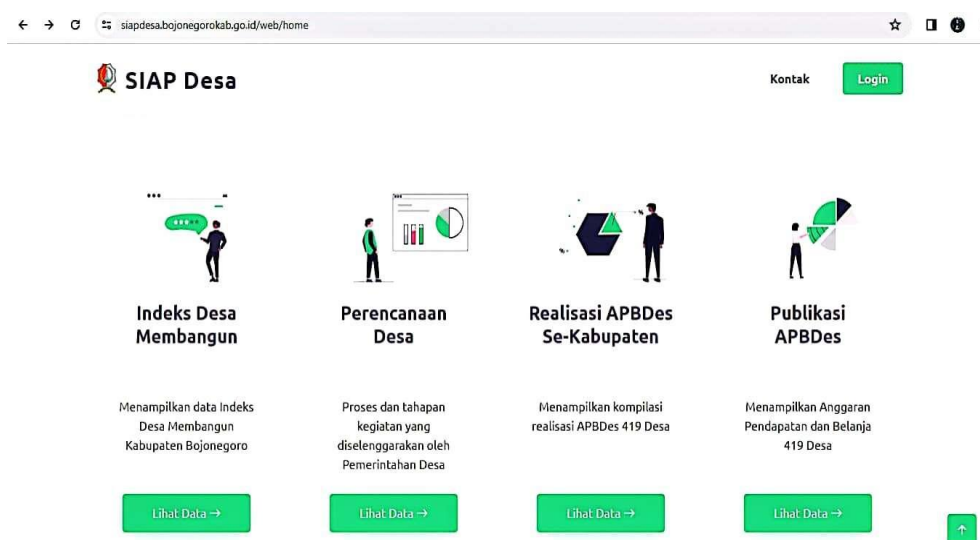 siapdesa.bojonegorokab.go.id/web/home
SIAP Desa
Kontak
Login
Indeks Desa
Membangun
Menampilkan data Indeks
Desa Membangun
Kabupaten Bojonegoro
Lihat Data →
Perencanaan
Desa
Proses dan tahapan
kegiatan yang
diselenggarakan oleh
Pemerintahan Desa
Lihat Data →
Realisasi APBDes
Se-Kabupaten
Menampilkan kompilasi
realisasi APBDes 419 Desa
Lihat Data →
Publikasi
APBDes
Menampilkan Anggaran
Pendapatan dan Belanja
419 Desa
Lihat Data →